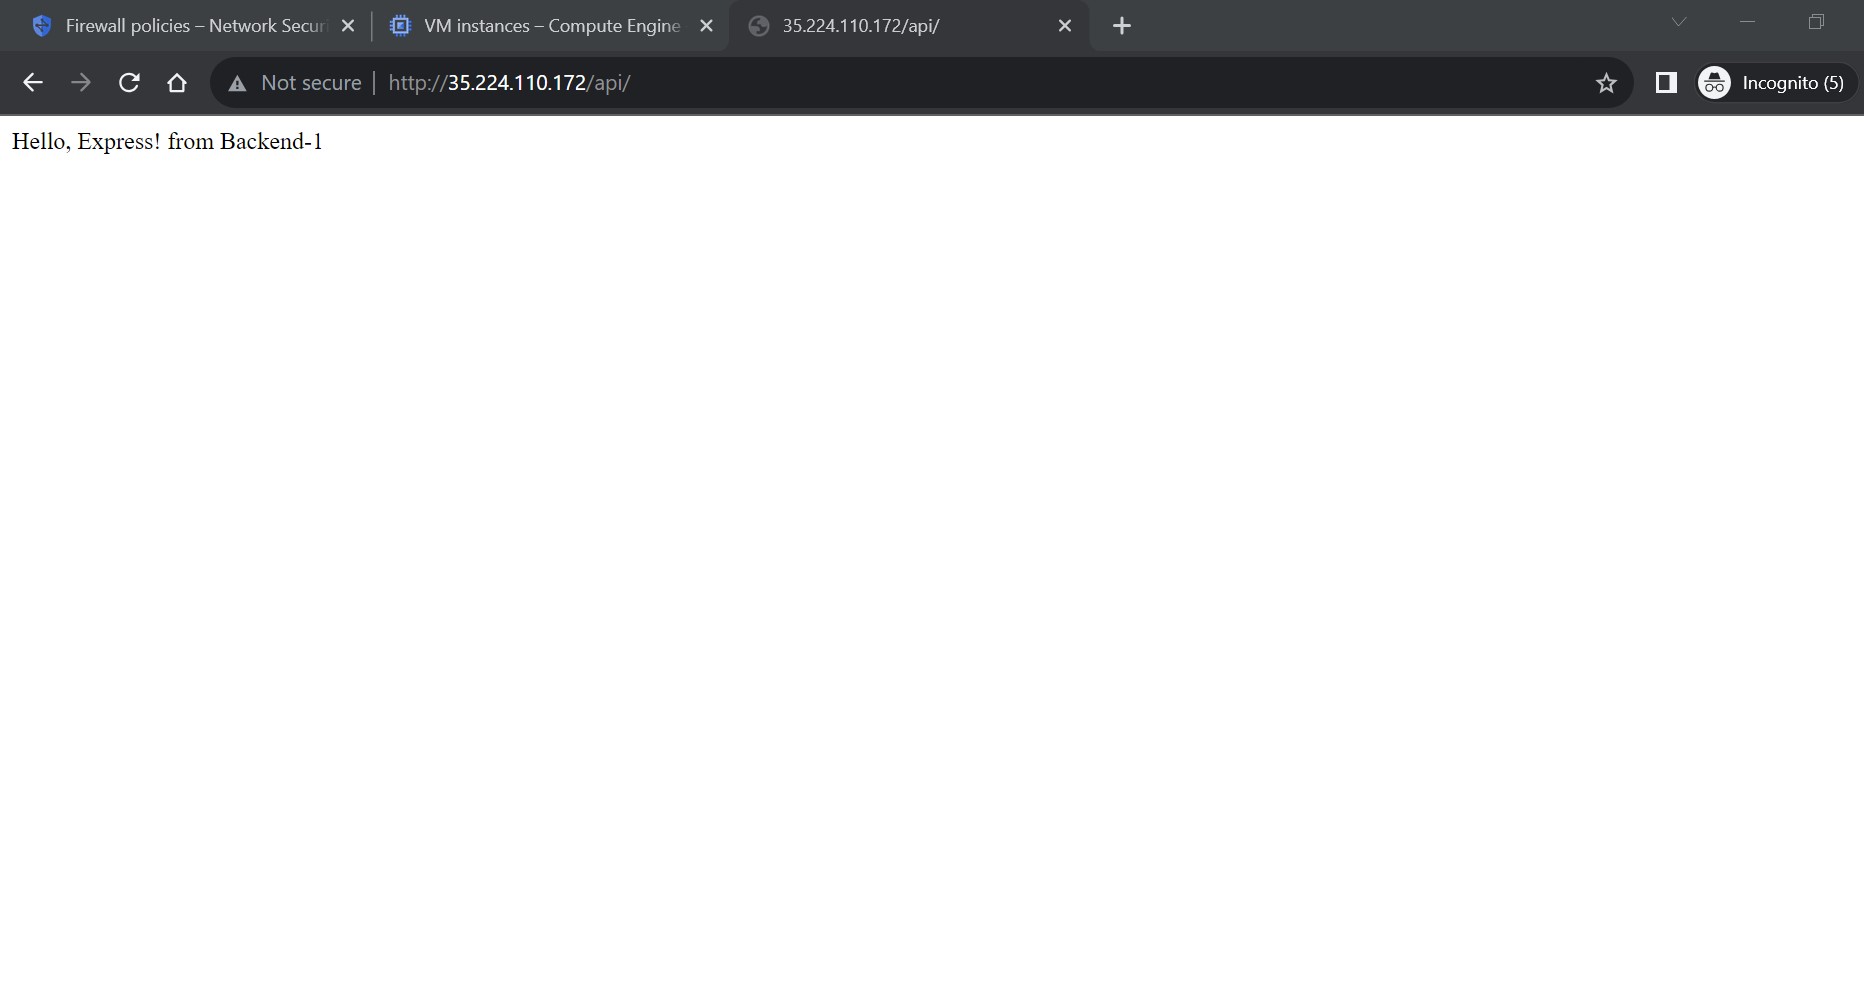 Firewall policies – Network Securi
VM instances – Compute Engine
35.224.110.172/api/
Not secure
http://35.224.110.172/api/
Incognito (5)
Hello, Express! from Backend-1